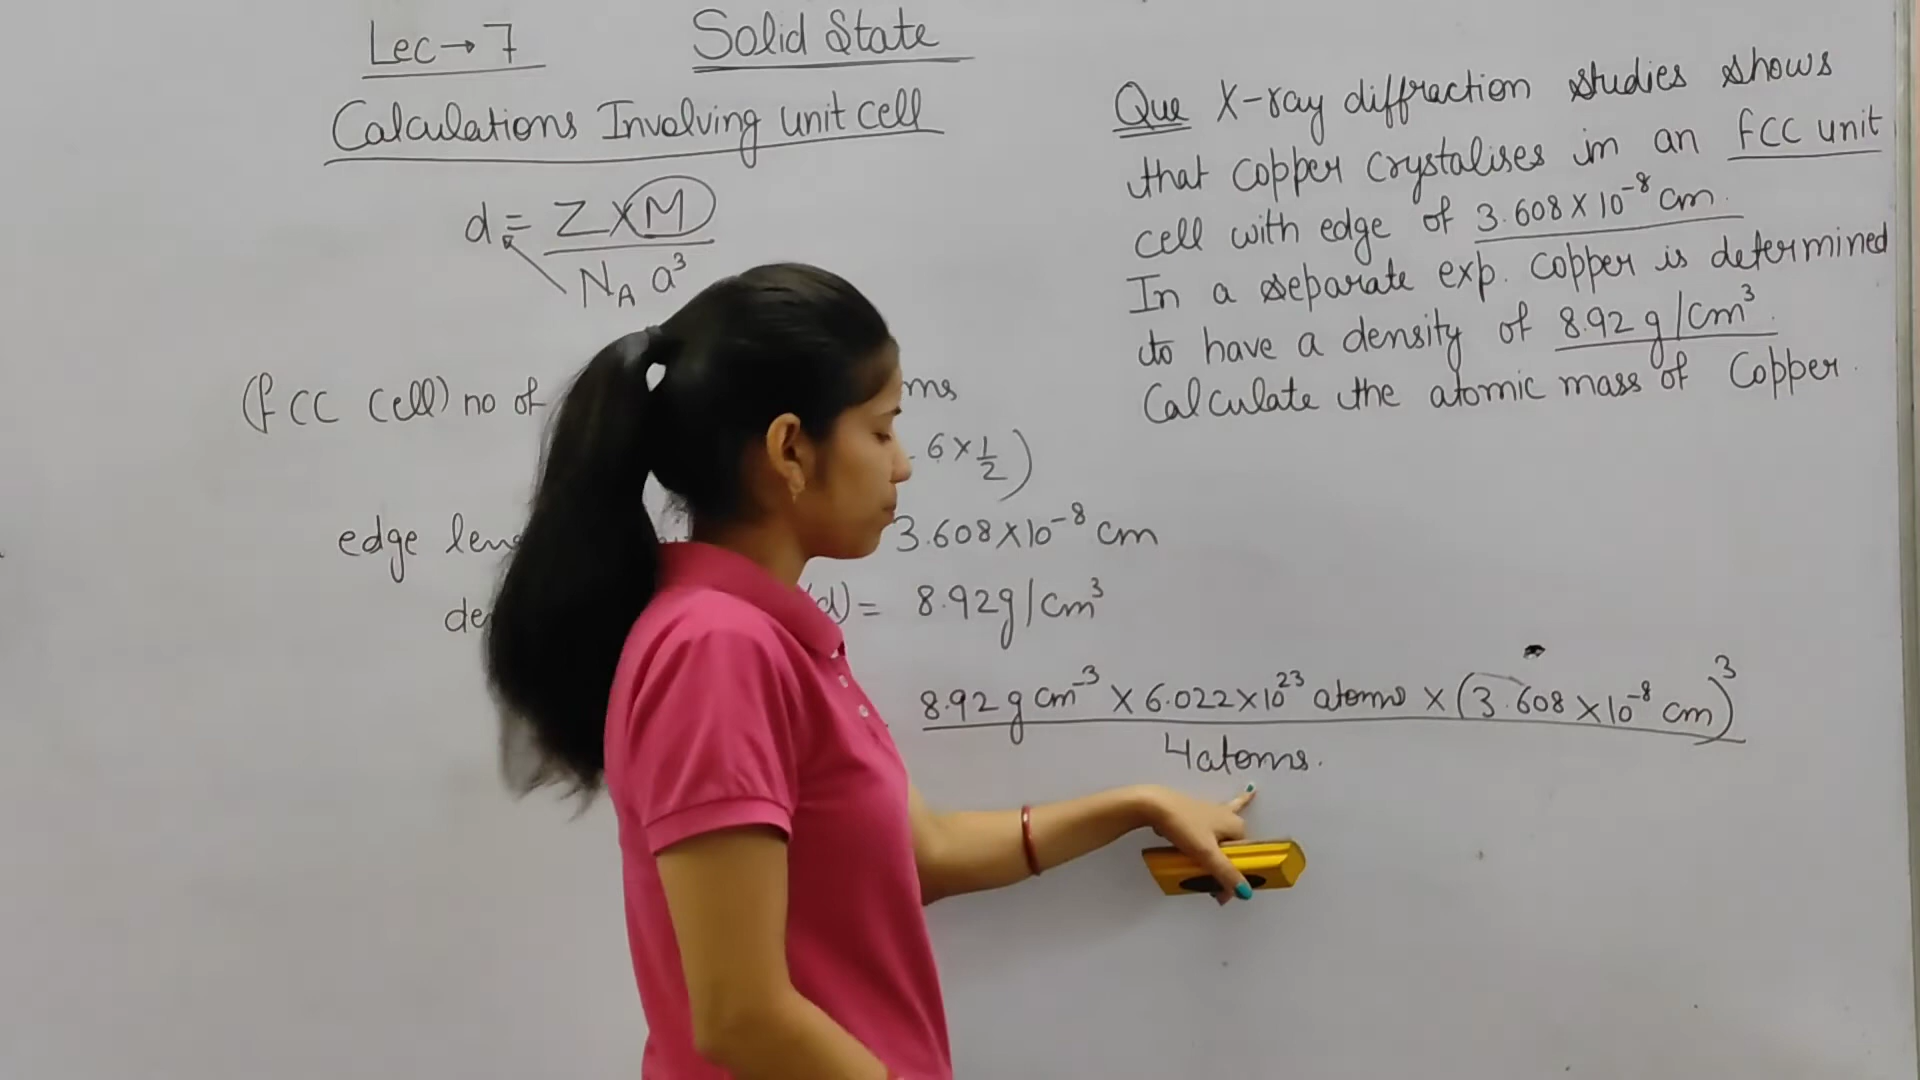 Lec → 7
Solid State
Calculations Involving unit cell
d = Z × M
N_A a³
(fCC Cell) no of
ms
6 × 1/2)
edge len
3.608 × 10⁻⁸ cm
de
(d) = 8.92 g/cm³
8.92 g cm⁻³ × 6.022 × 10²³ atoms × (3.608 × 10⁻⁸ cm)³
4 atoms.
Que X-ray diffraction studies shows
that copper crystalises in an fCC unit
cell with edge of 3.608 × 10⁻⁸ cm.
In a separate exp. copper is determined
to have a density of 8.92 g/cm³.
Calculate the atomic mass of Copper.